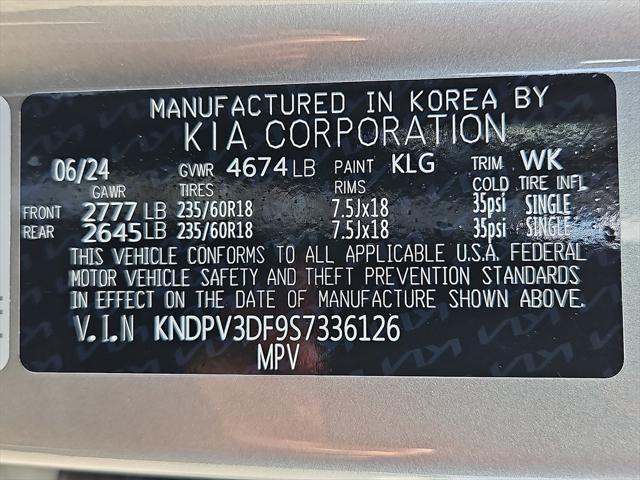 MANUFACTURED IN KOREA BY
KIA CORPORATION
06/24 GVWR 4674 LB PAINT KLG TRIM WK
GAWR TIRES RIMS COLD TIRE INFL
FRONT 2777 LB 235/60R18 7.5Jx18 35psi SINGLE
REAR 2645 LB 235/60R18 7.5Jx18 35psi SINGLE
THIS VEHICLE CONFORMS TO ALL APPLICABLE U.S.A. FEDERAL
MOTOR VEHICLE SAFETY AND THEFT PREVENTION STANDARDS
IN EFFECT ON THE DATE OF MANUFACTURE SHOWN ABOVE.
V.I.N KNDPV3DF9S7336126
MPV